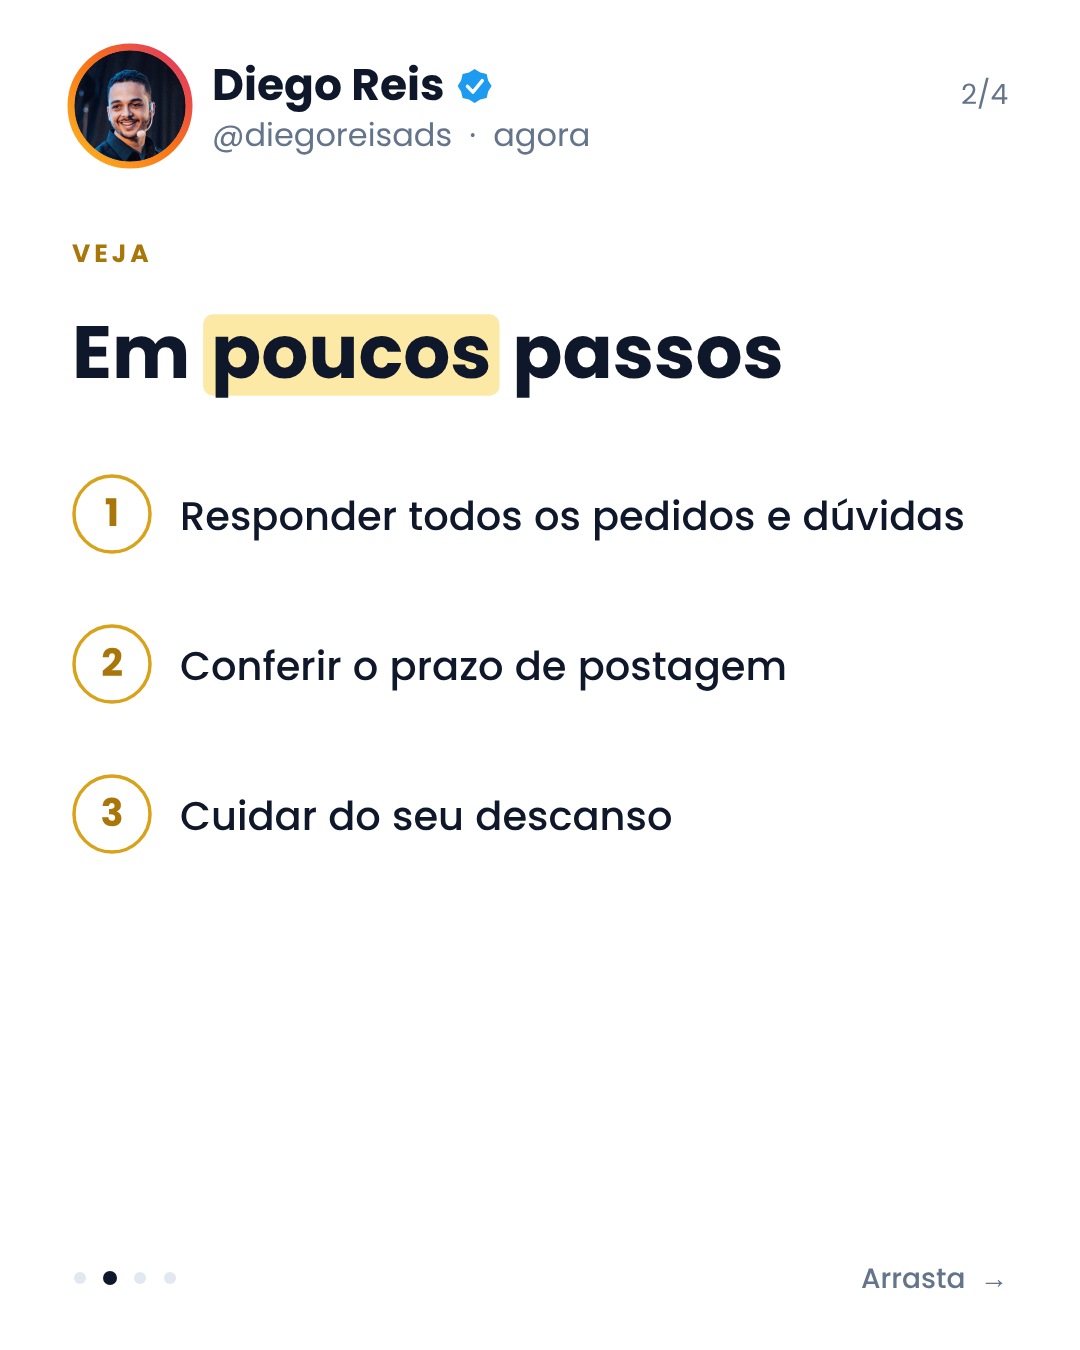 Diego Reis
@diegoreisads · agora
2/4
VEJA
Em poucos passos
1 Responder todos os pedidos e dúvidas
2 Conferir o prazo de postagem
3 Cuidar do seu descanso
Arrasta →